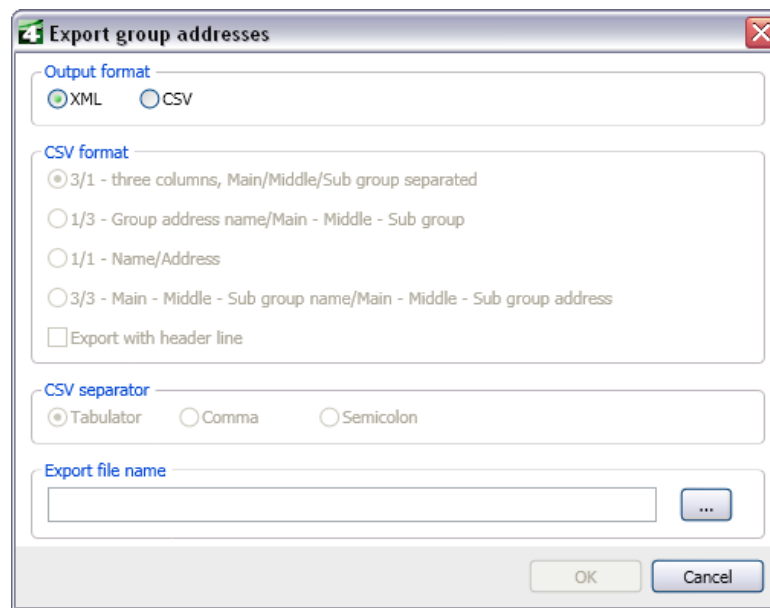 4 Export group addresses
Output format
XML CSV
CSV format
3/1 - three columns, Main/Middle/Sub group separated
1/3 - Group address name/Main - Middle - Sub group
1/1 - Name/Address
3/3 - Main - Middle - Sub group name/Main - Middle - Sub group address
Export with header line
CSV separator
Tabulator Comma Semicolon
Export file name
...
OK Cancel